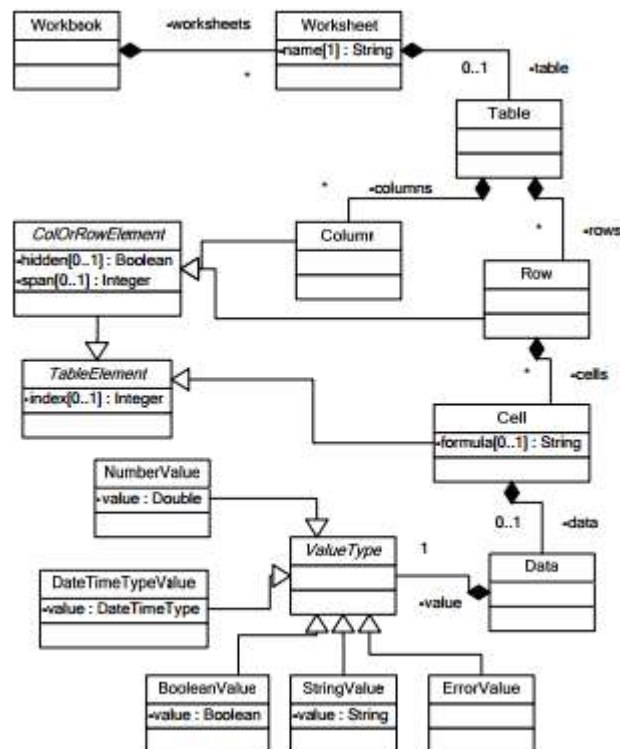 Workbook
-worksheets
Worksheet
-name[1] : String
*
0..1
-table
Table
*
-columns
ColOrRowElement
-hidden[0..1] : Boolean
-span[0..1] : Integer
Column
*
-rows
Row
TableElement
-index[0..1] : Integer
*
-cells
Cell
-formula[0..1] : String
NumberValue
-value : Double
0..1
-data
ValueType
1
Data
DateTimeTypeValue
-value : DateTimeType
-value
BooleanValue
-value : Boolean
StringValue
-value : String
ErrorValue